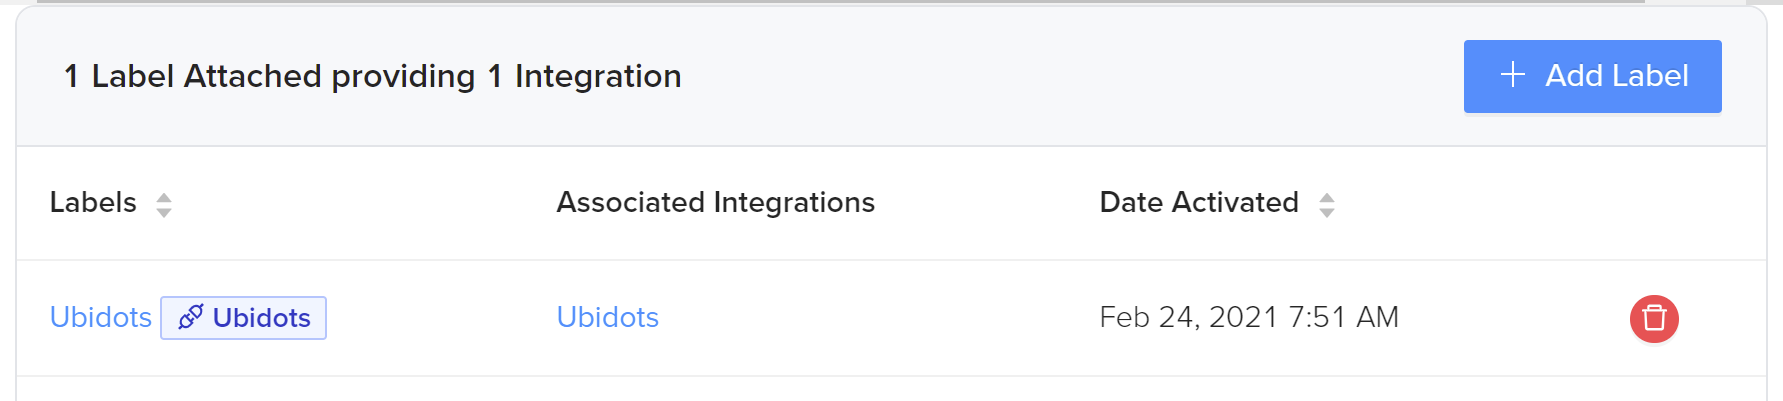 1 Label Attached providing 1 Integration
+ Add Label
Labels Associated Integrations Date Activated
Ubidots Ubidots Ubidots Feb 24, 2021 7:51 AM